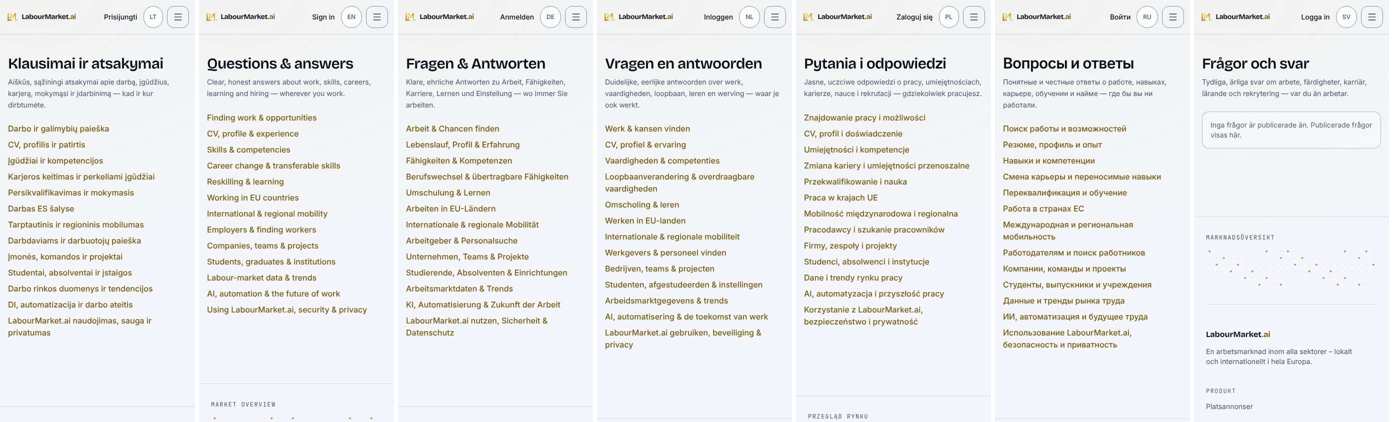 LabourMarket.ai
Prisijungti
LT
Klausimai ir atsakymai
Aiškūs, sąžiningi atsakymai apie darbą, įgūdžius,
karjerą, mokymąsi ir įdarbinimą — kad ir kur
dirbtumėte.
Darbo ir galimybių paieška
CV, profilis ir patirtis
Įgūdžiai ir kompetencijos
Karjeros keitimas ir perkeliami įgūdžiai
Persikvalifikavimas ir mokymasis
Darbas ES šalyse
Tarptautinis ir regioninis mobilumas
Darbdaviams ir darbuotojų paieška
Įmonės, komandos ir projektai
Studentai, absolventai ir įstaigos
Darbo rinkos duomenys ir tendencijos
DI, automatizacija ir darbo ateitis
LabourMarket.ai naudojimas, sauga ir
privatumas
LabourMarket.ai
Sign in
EN
Questions & answers
Clear, honest answers about work, skills, careers,
learning and hiring — wherever you work.
Finding work & opportunities
CV, profile & experience
Skills & competencies
Career change & transferable skills
Reskilling & learning
Working in EU countries
International & regional mobility
Employers & finding workers
Companies, teams & projects
Students, graduates & institutions
Labour-market data & trends
AI, automation & the future of work
Using LabourMarket.ai, security & privacy
MARKET OVERVIEW
LabourMarket.ai
Anmelden
DE
Fragen & Antworten
Klare, ehrliche Antworten zu Arbeit, Fähigkeiten,
Karriere, Lernen und Einstellung — wo immer Sie
arbeiten.
Arbeit & Chancen finden
Lebenslauf, Profil & Erfahrung
Fähigkeiten & Kompetenzen
Berufswechsel & übertragbare Fähigkeiten
Umschulung & Lernen
Arbeiten in EU-Ländern
Internationale & regionale Mobilität
Arbeitgeber & Personalsuche
Unternehmen, Teams & Projekte
Studierende, Absolventen & Einrichtungen
Arbeitsmarktdaten & Trends
KI, Automatisierung & Zukunft der Arbeit
LabourMarket.ai nutzen, Sicherheit &
Datenschutz
LabourMarket.ai
Inloggen
NL
Vragen en antwoorden
Duidelijke, eerlijke antwoorden over werk,
vaardigheden, loopbaan, leren en werving — waar je
ook werkt.
Werk & kansen vinden
CV, profiel & ervaring
Vaardigheden & competenties
Loopbaanverandering & overdraagbare
vaardigheden
Omscholing & leren
Werken in EU-landen
Internationale & regionale mobiliteit
Werkgevers & personeel vinden
Bedrijven, teams & projecten
Studenten, afgestudeerden & instellingen
Arbeidsmarktgegevens & trends
AI, automatisering & de toekomst van werk
LabourMarket.ai gebruiken, beveiliging &
privacy
LabourMarket.ai
Zaloguj się
PL
Pytania i odpowiedzi
Jasne, uczciwe odpowiedzi o pracy, umiejętnościach,
karierze, nauce i rekrutacji — gdziekolwiek pracujesz.
Znajdowanie pracy i możliwości
CV, profil i doświadczenie
Umiejętności i kompetencje
Zmiana kariery i umiejętności przenoszalne
Przekwalifikowanie i nauka
Praca w krajach UE
Mobilność międzynarodowa i regionalna
Pracodawcy i szukanie pracowników
Firmy, zespoły i projekty
Studenci, absolwenci i instytucje
Dane i trendy rynku pracy
AI, automatyzacja i przyszłość pracy
Korzystanie z LabourMarket.ai,
bezpieczeństwo i prywatność
PRZEGLĄD RYNKU
LabourMarket.ai
Войти
RU
Вопросы и ответы
Понятные и честные ответы о работе, навыках,
карьере, обучении и найме — где бы вы ни
работали.
Поиск работы и возможностей
Резюме, профиль и опыт
Навыки и компетенции
Смена карьеры и переносимые навыки
Переквалификация и обучение
Работа в странах ЕС
Международная и региональная
мобильность
Работодателям и поиск работников
Компании, команды и проекты
Студенты, выпускники и учреждения
Данные и тренды рынка труда
ИИ, автоматизация и будущее труда
Использование LabourMarket.ai,
безопасность и приватность
LabourMarket.ai
Logga in
SV
Frågor och svar
Tydliga, ärliga svar om arbete, färdigheter, karriär,
lärande och rekrytering — var du än arbetar.
Inga frågor är publicerade än. Publicerade frågor
visas här.
MARKNADSÖVERSIKT
LabourMarket.ai
En arbetsmarknad inom alla sektorer – lokalt
och internationellt i hela Europa.
PRODUKT
Platsannonser